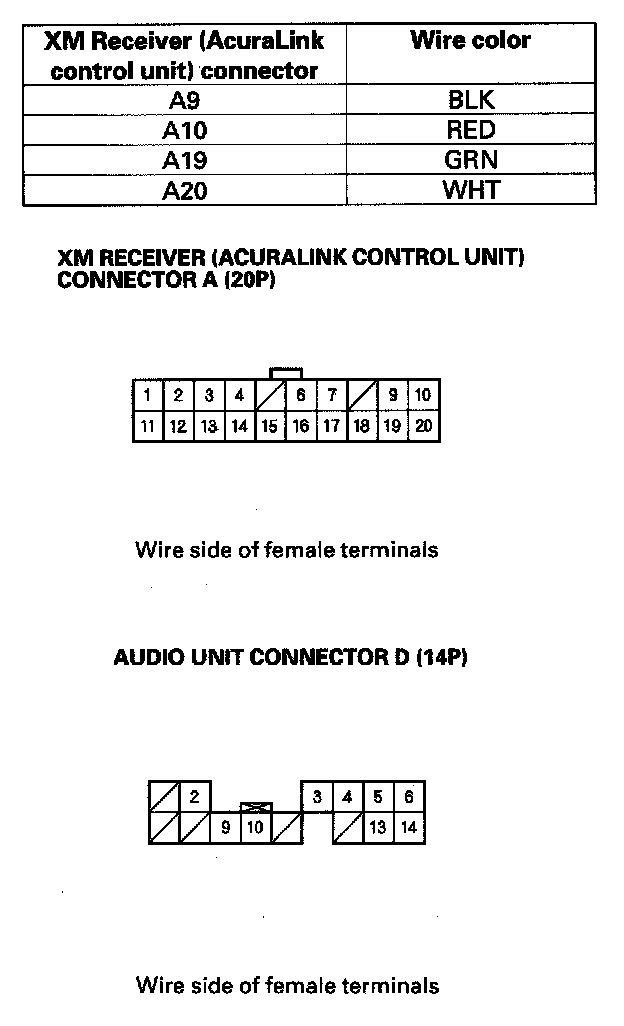 XM Receiver (AcuraLink Wire color
control unit) connector
A9 BLK
A10 RED
A19 GRN
A20 WHT
XM RECEIVER (ACURALINK CONTROL UNIT)
CONNECTOR A (20P)
1 2 3 4 6 7 9 10
11 12 13 14 15 16 17 18 19 20
Wire side of female terminals
AUDIO UNIT CONNECTOR D (14P)
2 3 4 5 6
9 10 13 14
Wire side of female terminals